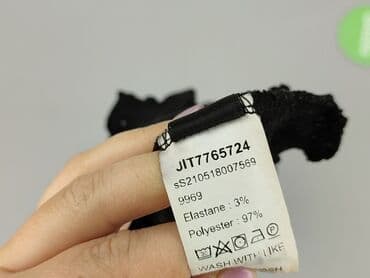 JIT7765724
sS210518007569
9969
Elastane : 3%
Polyester : 97%
WASH WITH LIKE